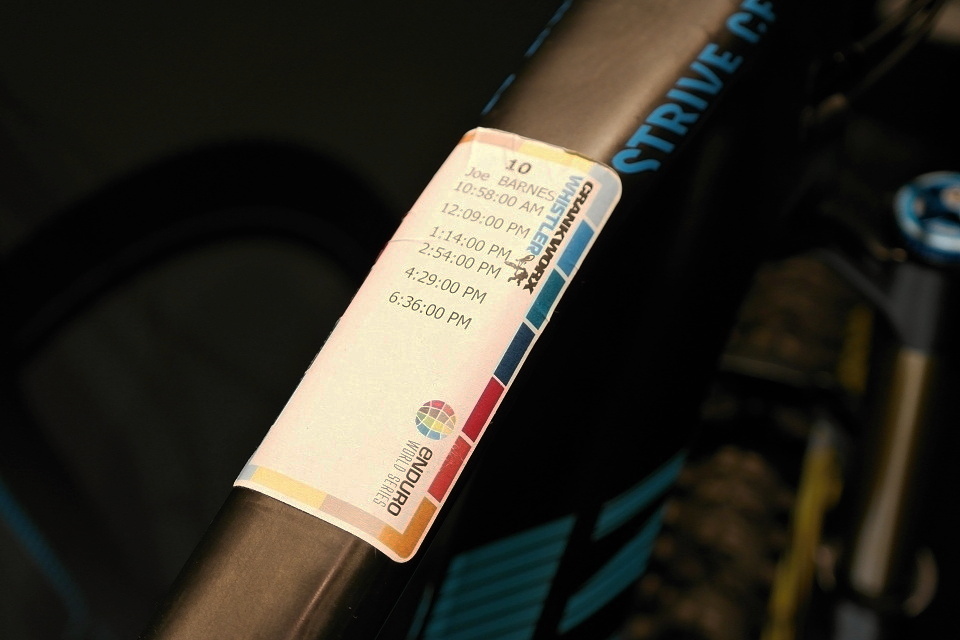 STRIVE CF
10
Joe BARNES
10:58:00 AM
12:09:00 PM
1:14:00 PM
2:54:00 PM
4:29:00 PM
6:36:00 PM
CRANKWORX
WHISTLER
enDURO
WORLD SERIES